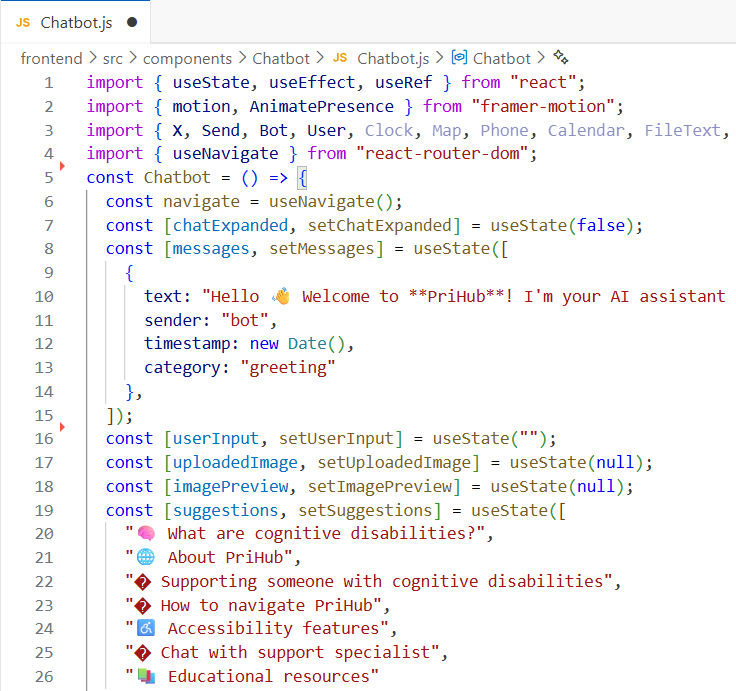 JS Chatbot.js ●
frontend > src > components > Chatbot > JS Chatbot.js > Chatbot >
1 import { useState, useEffect, useRef } from "react";
2 import { motion, AnimatePresence } from "framer-motion";
3 import { X, Send, Bot, User, Clock, Map, Phone, Calendar, FileText,
4 import { useNavigate } from "react-router-dom";
5 const Chatbot = () => {
6   const navigate = useNavigate();
7   const [chatExpanded, setChatExpanded] = useState(false);
8   const [messages, setMessages] = useState([
9     {
10       text: "Hello 👋 Welcome to **PriHub**! I'm your AI assistant
11       sender: "bot",
12       timestamp: new Date(),
13       category: "greeting"
14     },
15   ]);
16   const [userInput, setUserInput] = useState("");
17   const [uploadedImage, setUploadedImage] = useState(null);
18   const [imagePreview, setImagePreview] = useState(null);
19   const [suggestions, setSuggestions] = useState([
20     "🧠 What are cognitive disabilities?",
21     "🌐 About PriHub",
22     "� Supporting someone with cognitive disabilities",
23     "� How to navigate PriHub",
24     "♿ Accessibility features",
25     "� Chat with support specialist",
26     "📚 Educational resources"